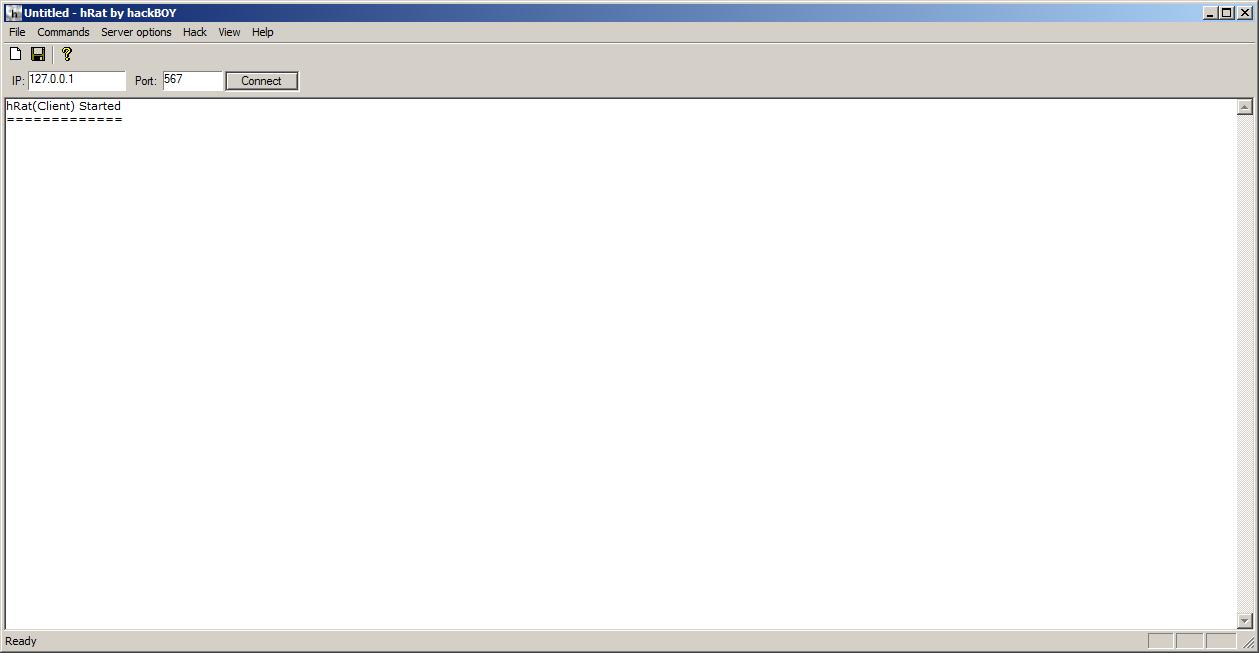 Untitled - hRat by hackBOY
File Commands Server options Hack View Help
IP: 127.0.0.1 Port: 567 Connect
hRat(Client) Started
=============
Ready